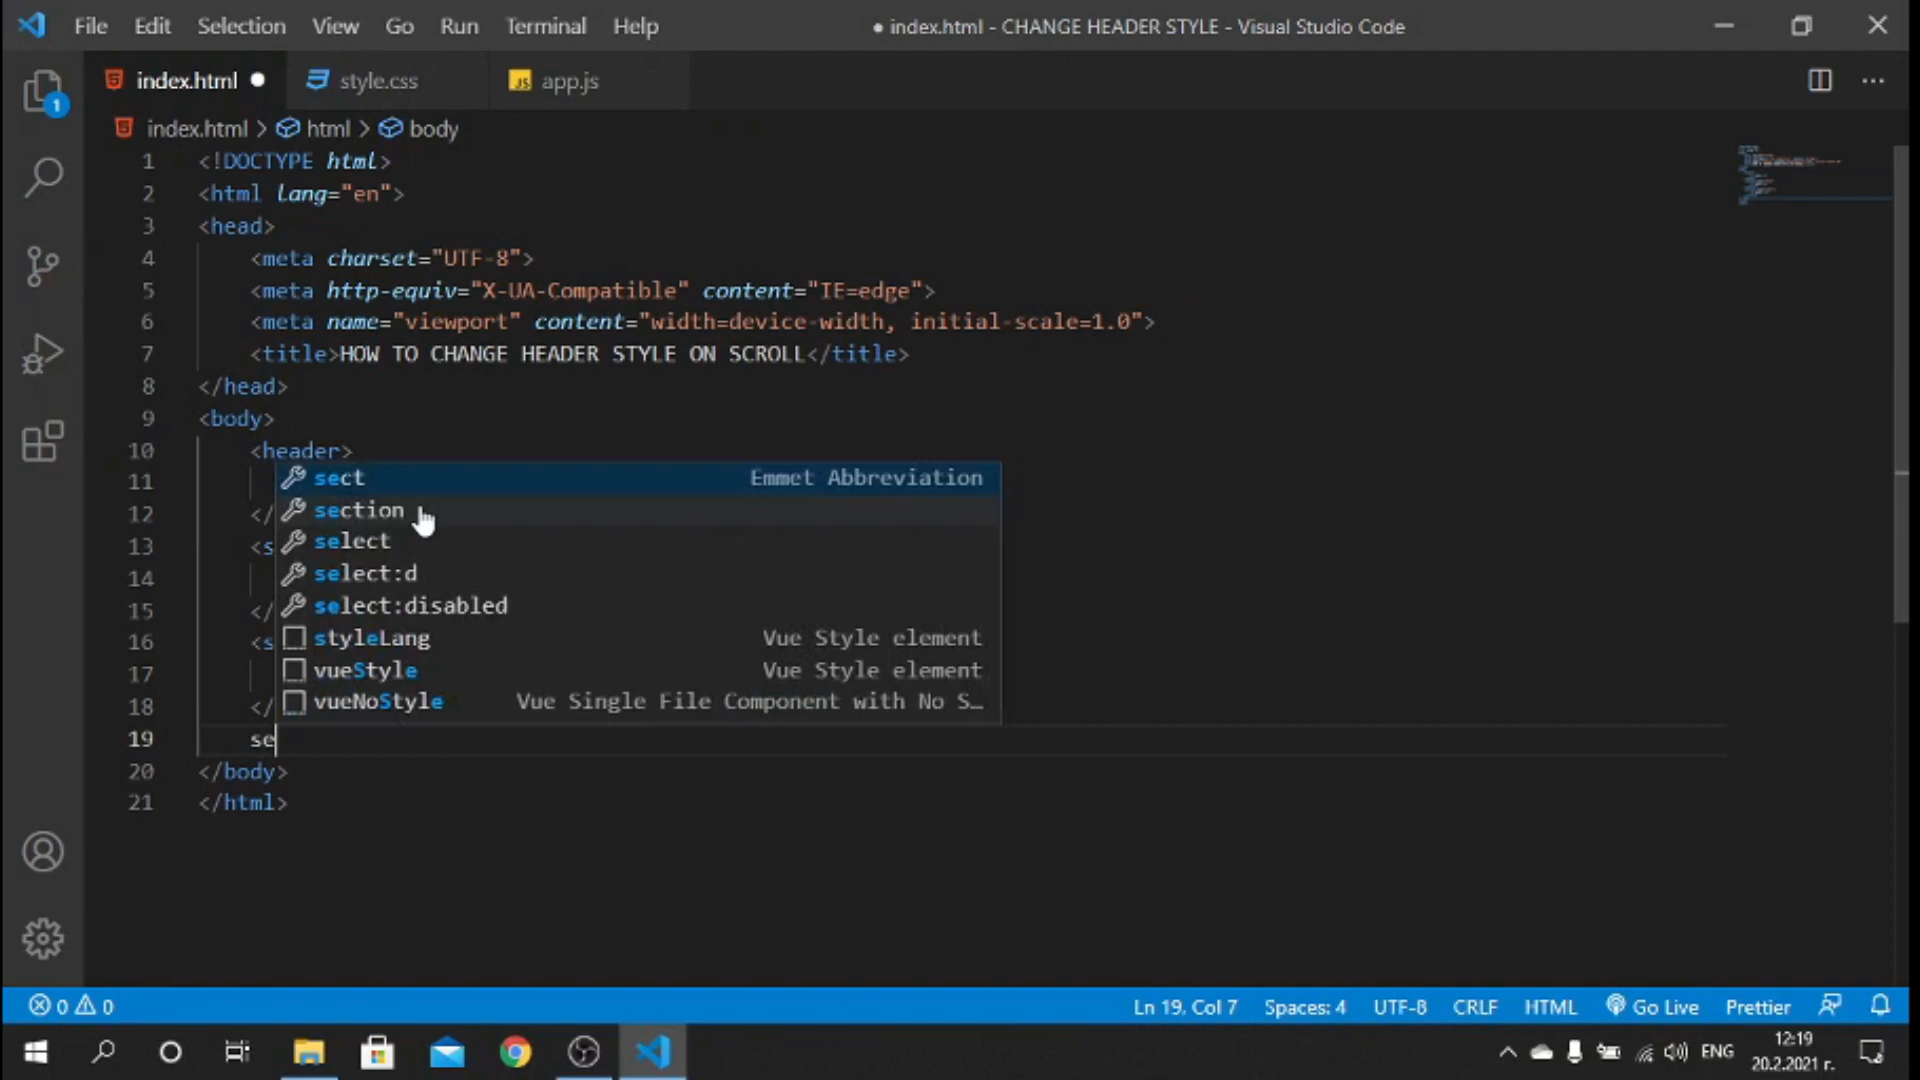 File Edit Selection View Go Run Terminal Help ● index.html - CHANGE HEADER STYLE - Visual Studio Code
index.html style.css JS app.js
index.html > html > body
1 <!DOCTYPE html>
2 <html lang="en">
3 <head>
4 <meta charset="UTF-8">
5 <meta http-equiv="X-UA-Compatible" content="IE=edge">
6 <meta name="viewport" content="width=device-width, initial-scale=1.0">
7 <title>HOW TO CHANGE HEADER STYLE ON SCROLL</title>
8 </head>
9 <body>
10 <header>
sect Emmet Abbreviation
11
section
12 </
select
13 <s
select:d
14
select:disabled
15 </
styleLang Vue Style element
16 <s
vueStyle Vue Style element
17
vueNoStyle Vue Single File Component with No S…
18 </
19 se
20 </body>
21 </html>
1
0 0 Ln 19, Col 7 Spaces: 4 UTF-8 CRLF HTML Go Live Prettier
ENG 12:19
20.2.2021 г.